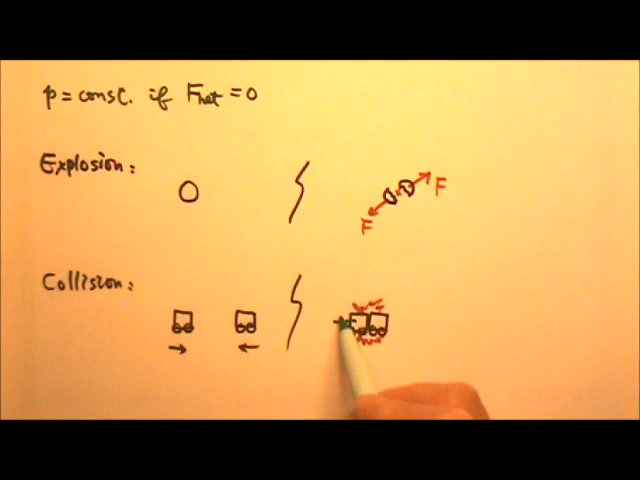 p = const. if Fnet = 0
Explosion:
F
F
Collision: